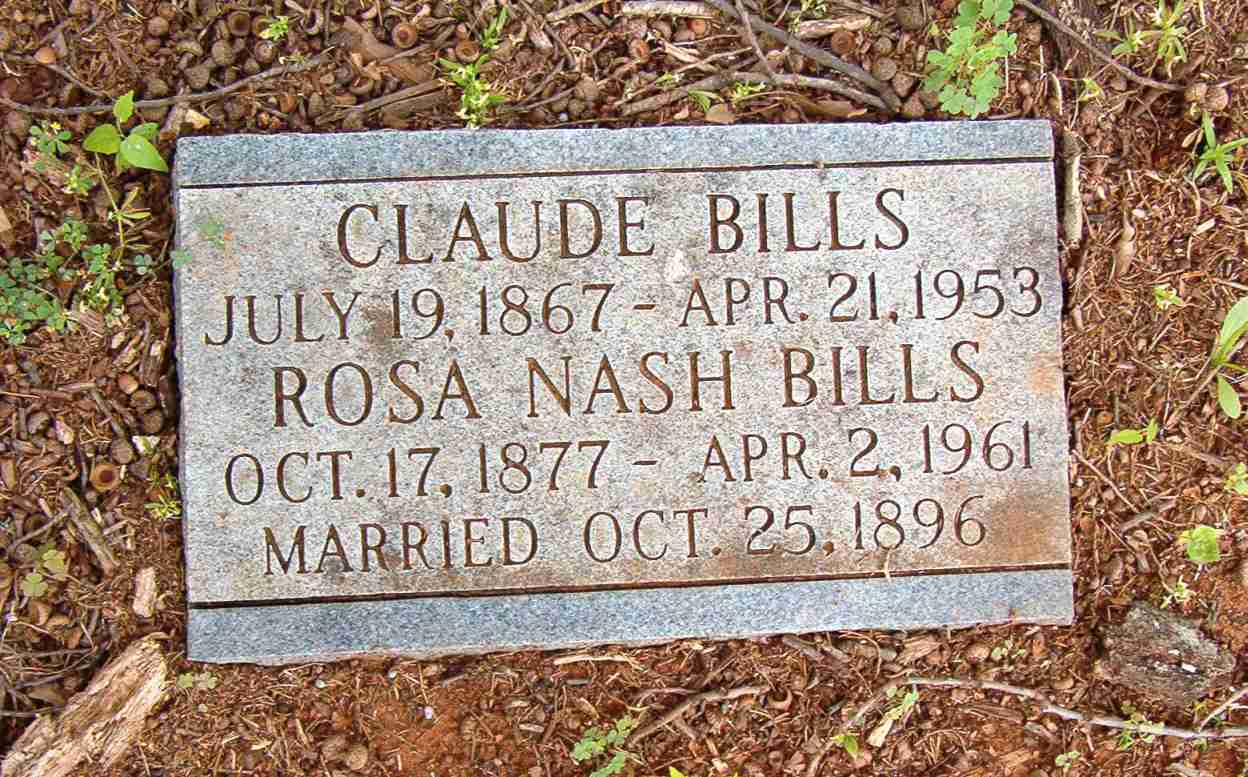 CLAUDE BILLS
JULY 19, 1867 - APR. 21, 1953
ROSA NASH BILLS
OCT. 17, 1877 - APR. 2, 1961
MARRIED OCT. 25, 1896